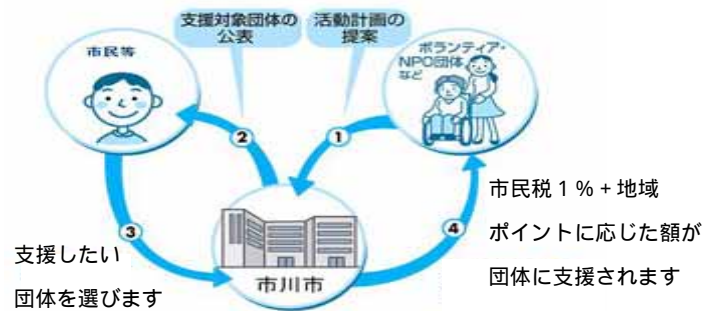 支援対象団体の
公表
活動計画の
提案
市民等
ボランティア・
NPO団体
など
②
①
③
④
市川市
支援したい
団体を選びます
市民税１％＋地域
ポイントに応じた額が
団体に支援されます